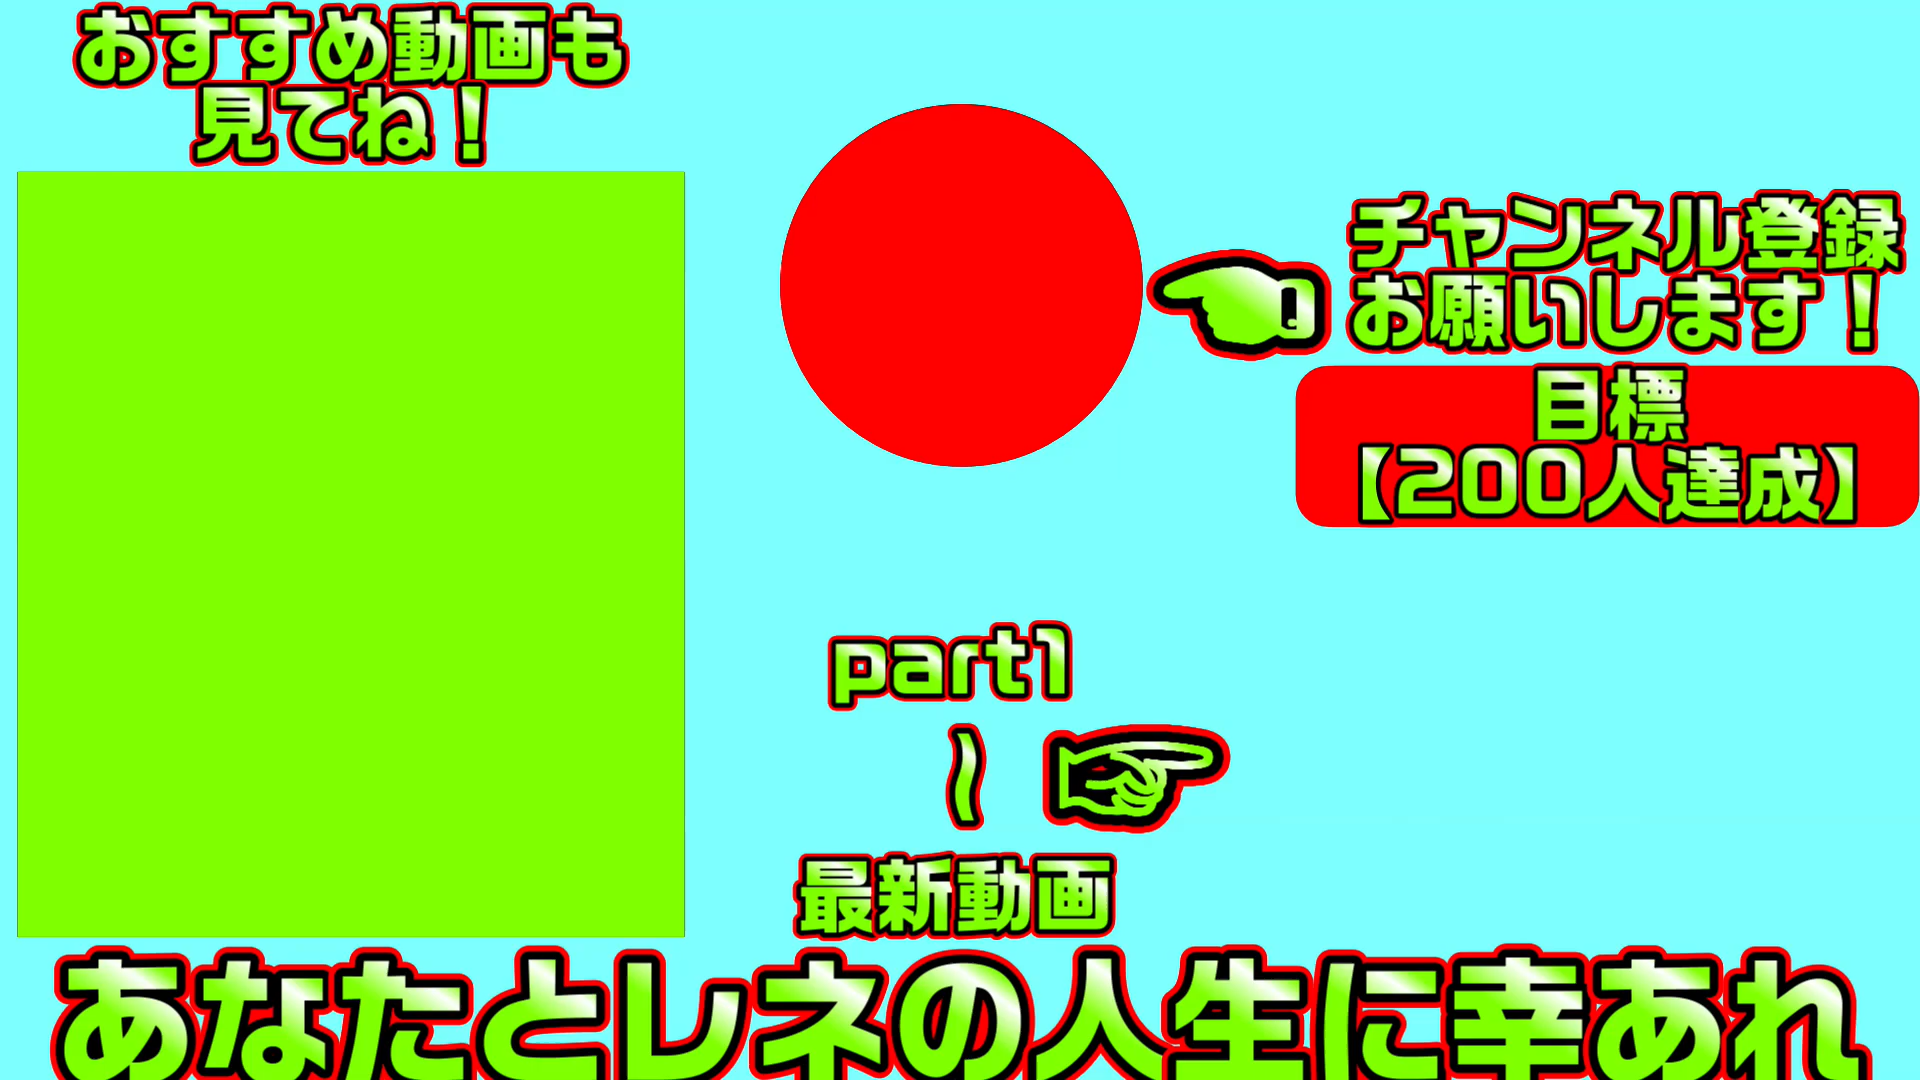 おすすめ動画も
見てね！
チャンネル登録
お願いします！
目標
【200人達成】
part1
～
最新動画
あなたとレネの人生に幸あれ